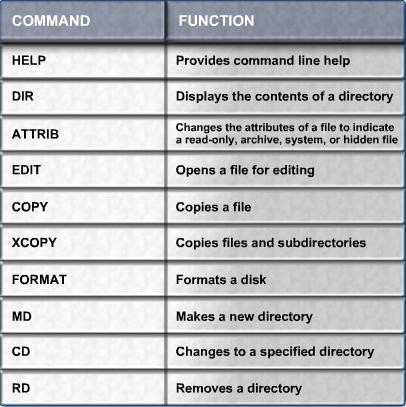 COMMAND FUNCTION
HELP Provides command line help
DIR Displays the contents of a directory
ATTRIB Changes the attributes of a file to indicate
a read-only, archive, system, or hidden file
EDIT Opens a file for editing
COPY Copies a file
XCOPY Copies files and subdirectories
FORMAT Formats a disk
MD Makes a new directory
CD Changes to a specified directory
RD Removes a directory